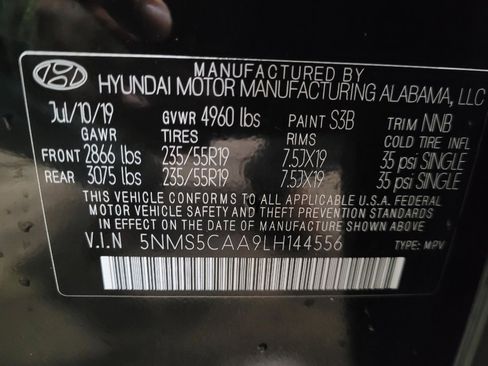 MANUFACTURED BY
HYUNDAI MOTOR MANUFACTURING ALABAMA, LLC
Jul/10/19 GVWR 4960 lbs PAINT S3B TRIM NNB
GAWR TIRES RIMS COLD TIRE INFL
FRONT 2866 lbs 235/55R19 7.5JX19 35 psi SINGLE
REAR 3075 lbs 235/55R19 7.5JX19 35 psi SINGLE
THIS VEHICLE CONFORMS TO ALL APPLICABLE U.S.A. FEDERAL
MOTOR VEHICLE SAFETY AND THEFT PREVENTION STANDARDS
IN EFFECT ON THE DATE OF MANUFACTURE SHOWN ABOVE.
V.I.N 5NMS5CAA9LH144556 TYPE: MPV